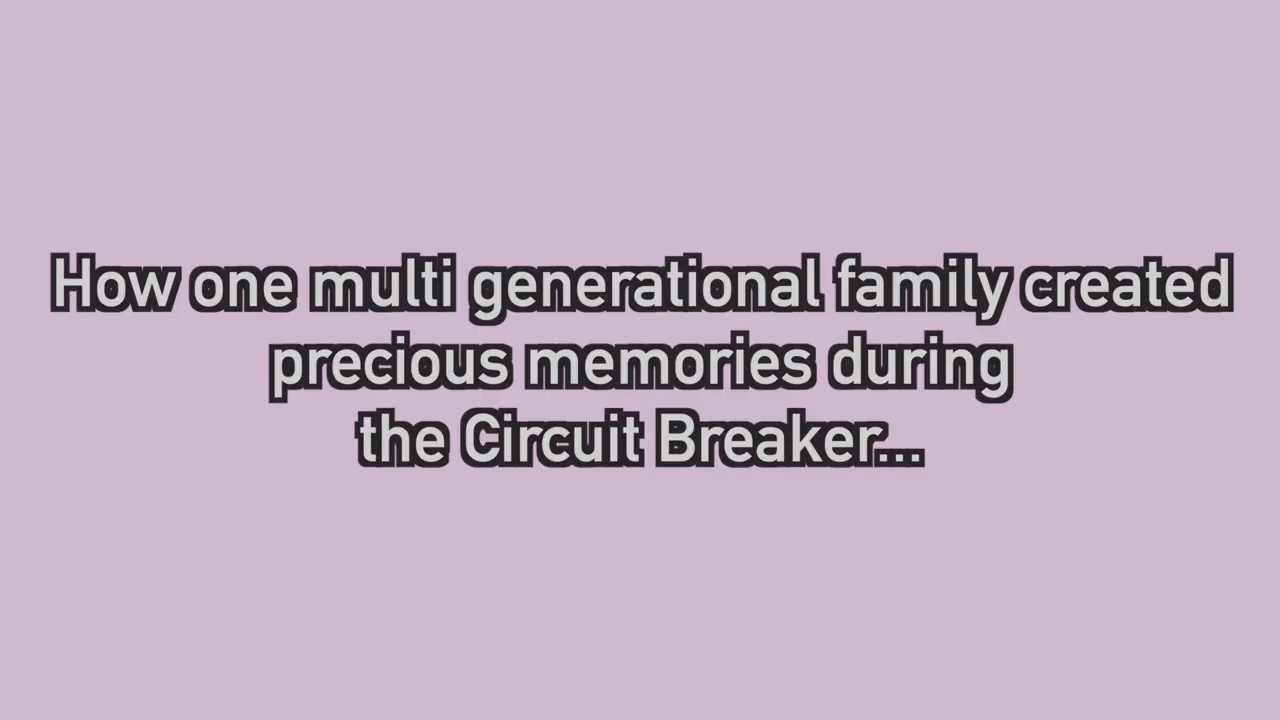 How one multi generational family created
precious memories during
the Circuit Breaker...